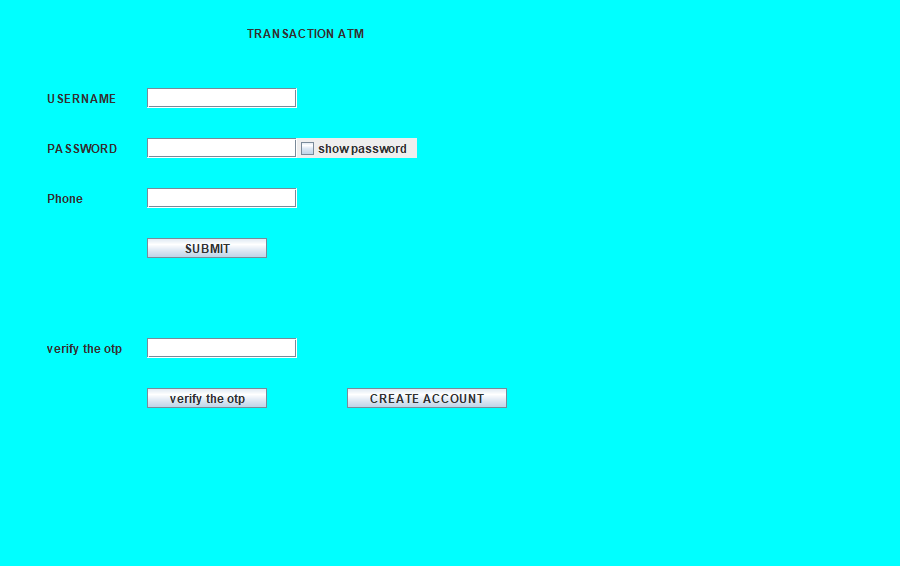 TRANSACTION ATM
USERNAME
PASSWORD show password
Phone
SUBMIT
verify the otp
verify the otp CREATE ACCOUNT